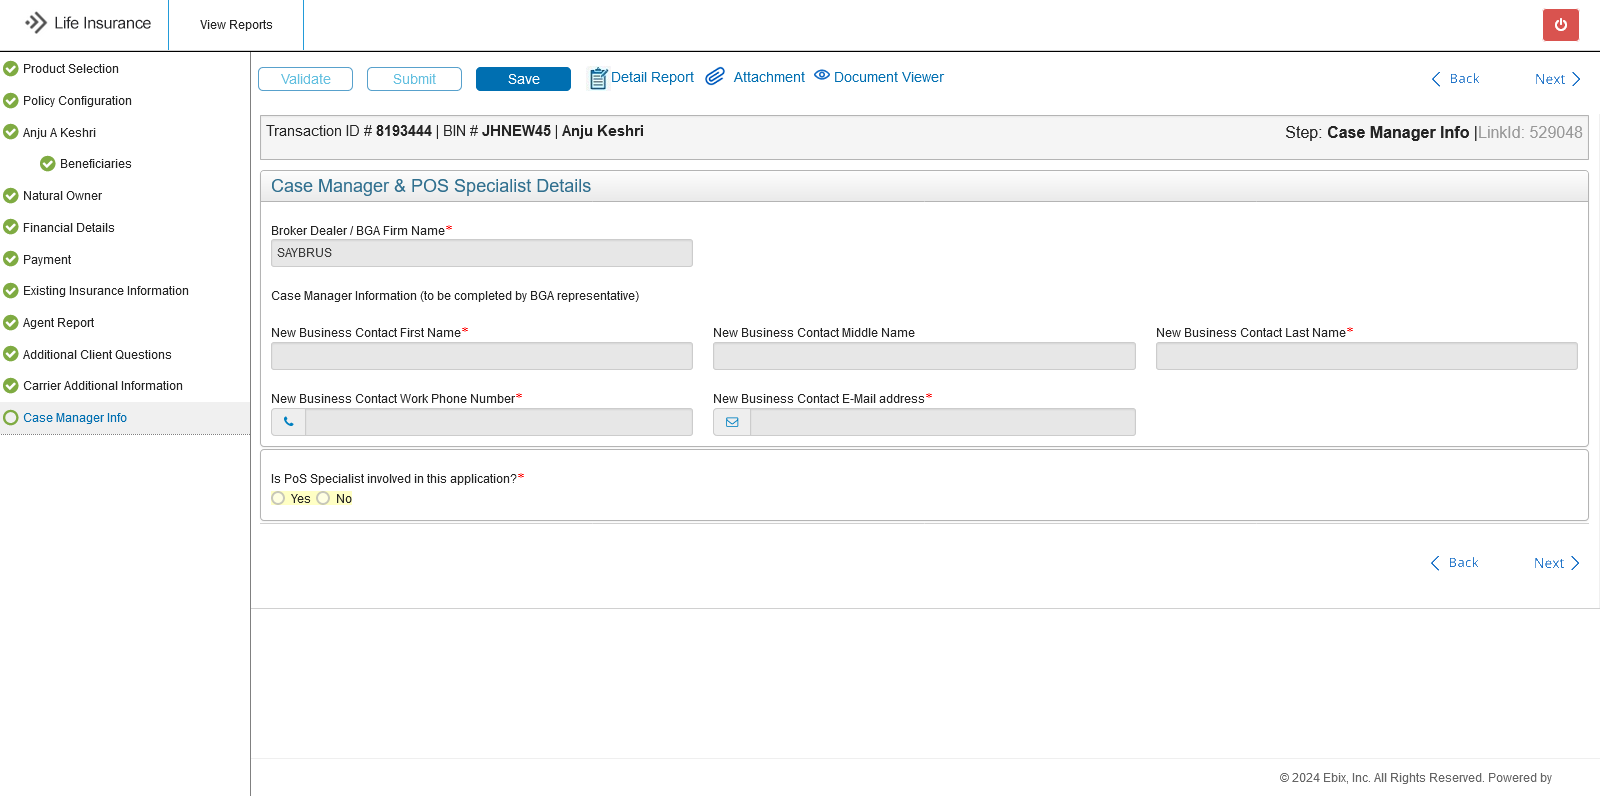 Life Insurance
View Reports
Product Selection
Policy Configuration
Anju A Keshri
Beneficiaries
Natural Owner
Financial Details
Payment
Existing Insurance Information
Agent Report
Additional Client Questions
Carrier Additional Information
Case Manager Info
Validate Submit Save Detail Report Attachment Document Viewer Back Next
Transaction ID # 8193444 | BIN # JHNEW45 | Anju Keshri Step: Case Manager Info |LinkId: 529048
Case Manager & POS Specialist Details
Broker Dealer / BGA Firm Name*
SAYBRUS
Case Manager Information (to be completed by BGA representative)
New Business Contact First Name* New Business Contact Middle Name New Business Contact Last Name*
New Business Contact Work Phone Number* New Business Contact E-Mail address*
Is PoS Specialist involved in this application?*
Yes No
Back Next
© 2024 Ebix, Inc. All Rights Reserved. Powered by